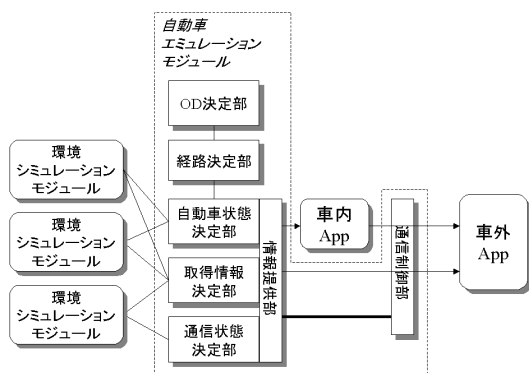 自動車
エミュレーション
モジュール
OD決定部
経路決定部
環境
シミュレーション
モジュール
自動車状態
決定部
車内
App
車外
App
環境
シミュレーション
モジュール
取得情報
決定部
情報提供部
通信制御部
環境
シミュレーション
モジュール
通信状態
決定部